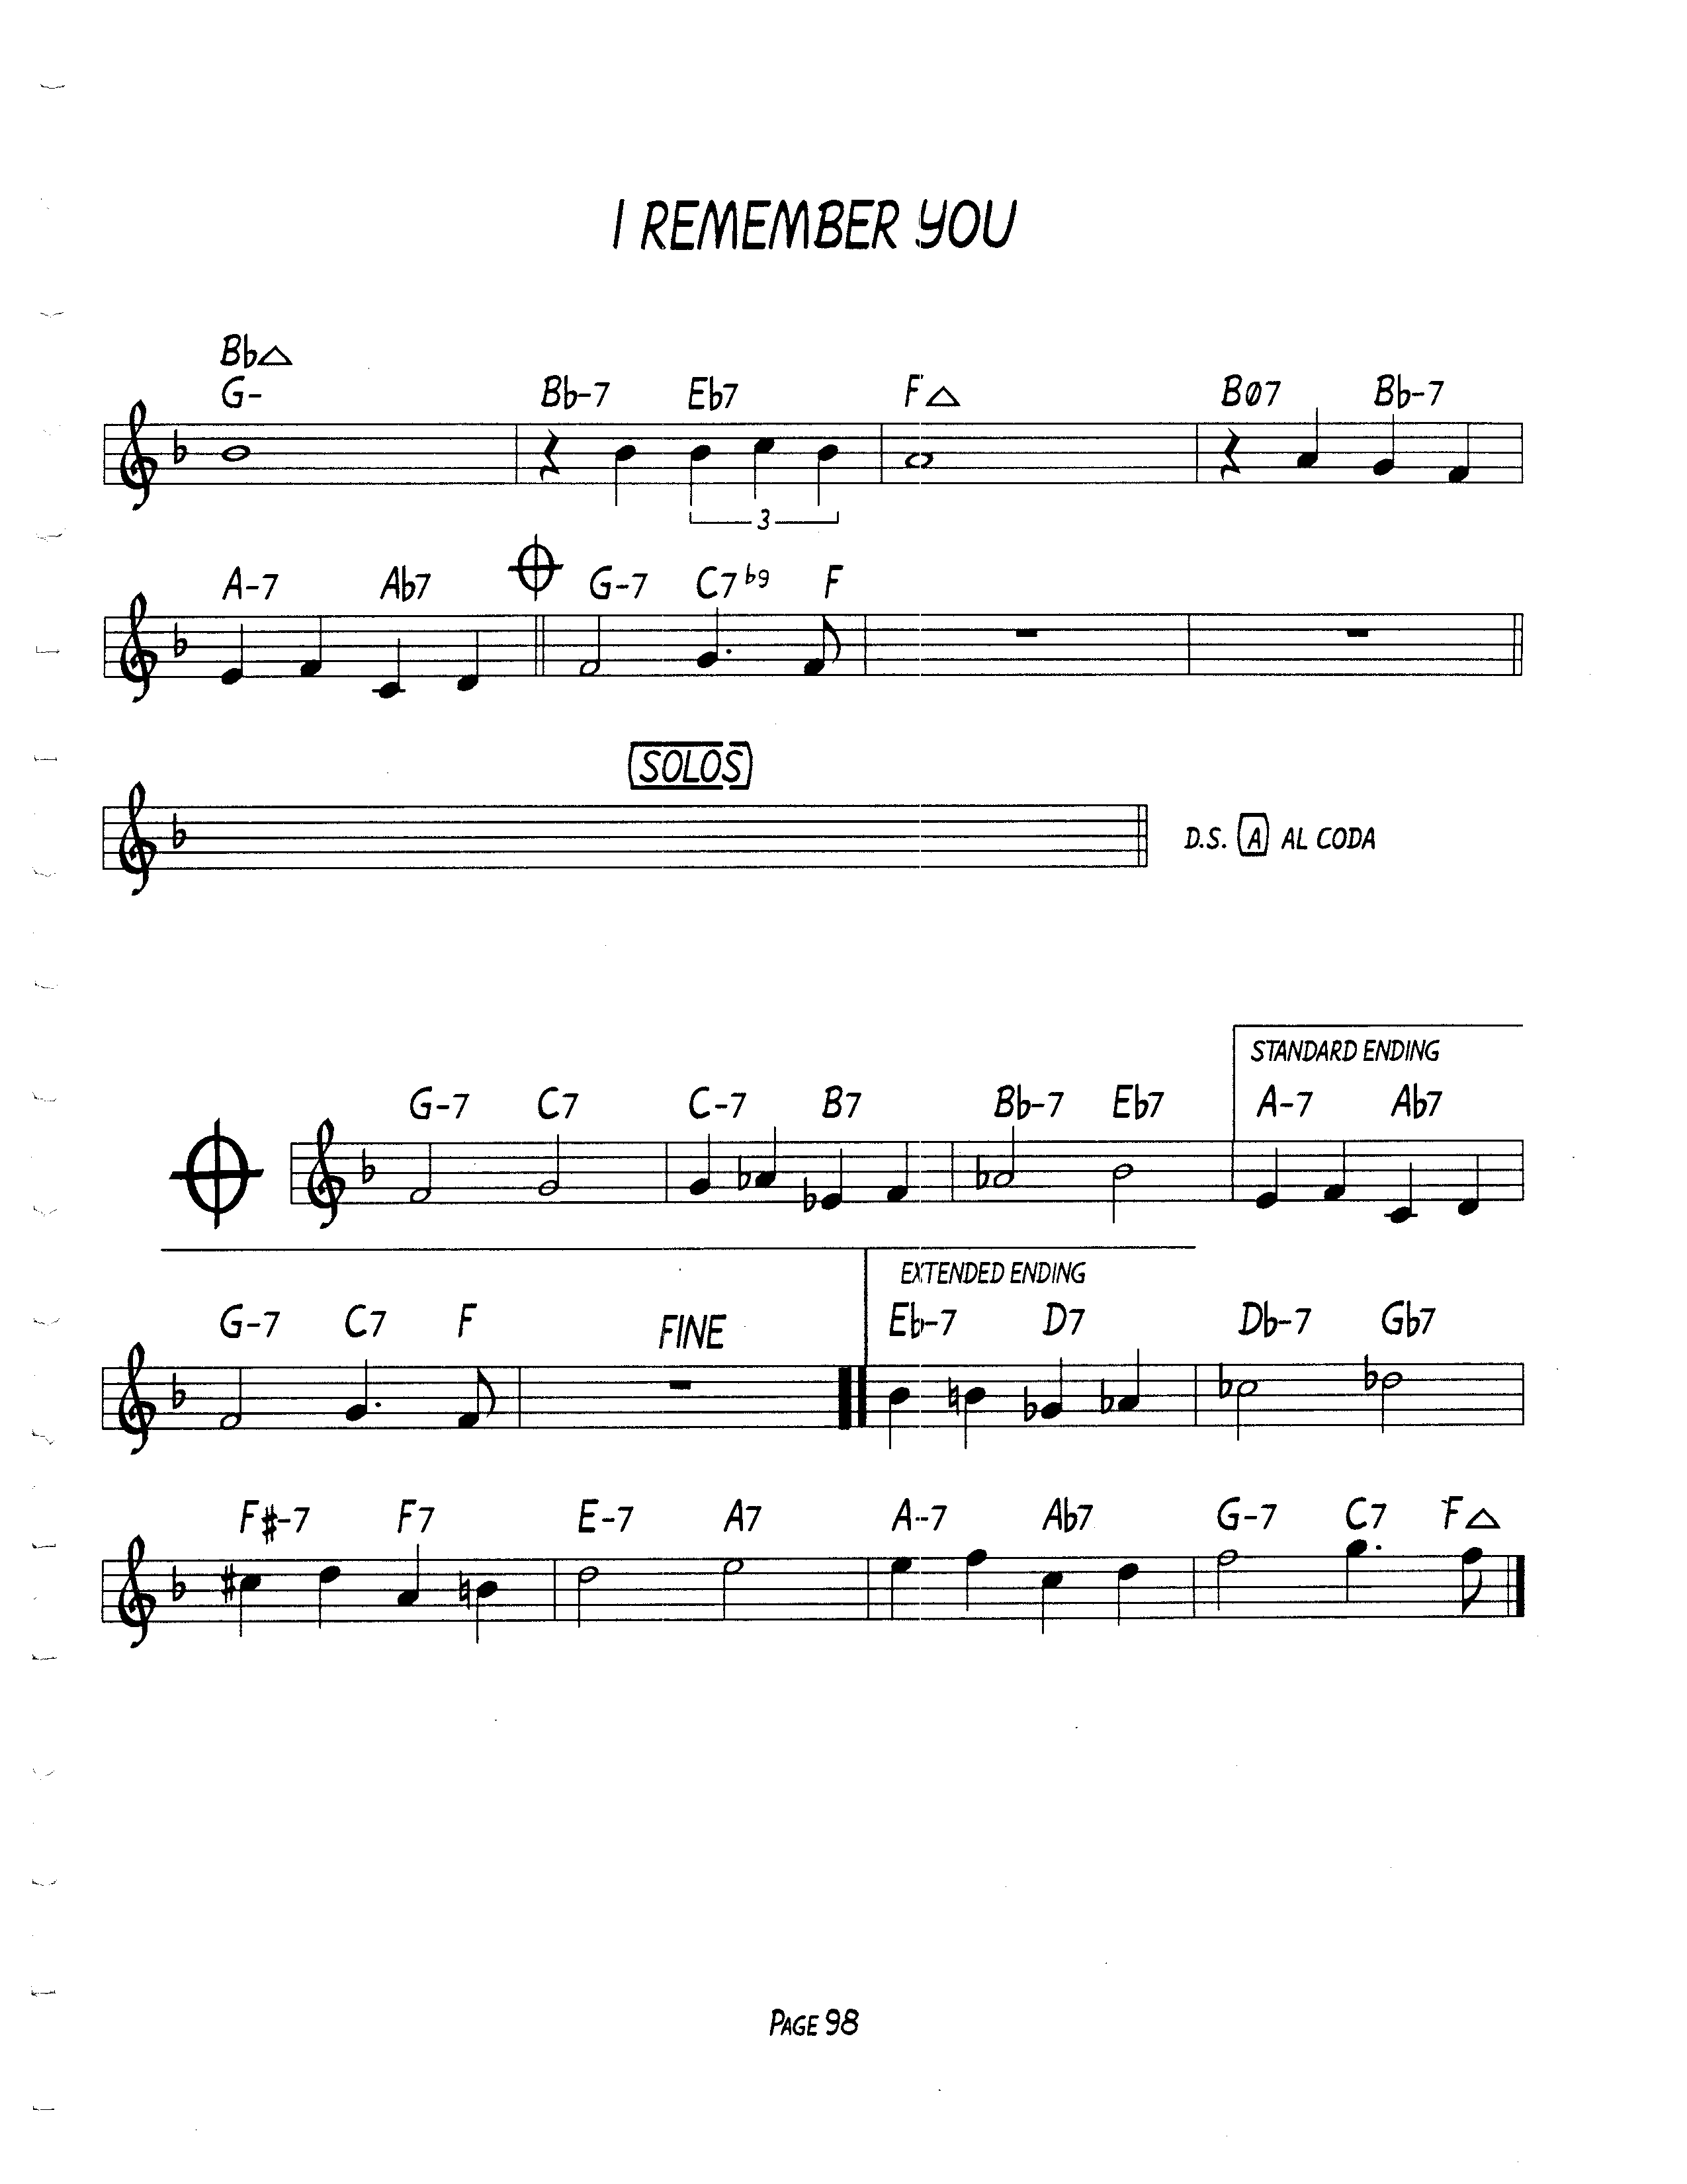 I REMEMBER YOU
Bb△
G- Bb-7 Eb7 F△ BØ7 Bb-7
3
A-7 Ab7 G-7 C7b9 F
SOLOS
D.S. A AL CODA
STANDARD ENDING
G-7 C7 C-7 B7 Bb-7 Eb7 A-7 Ab7
EXTENDED ENDING
G-7 C7 F FINE Eb-7 D7 Db-7 Gb7
F#-7 F7 E-7 A7 A-7 Ab7 G-7 C7 F△
PAGE 98